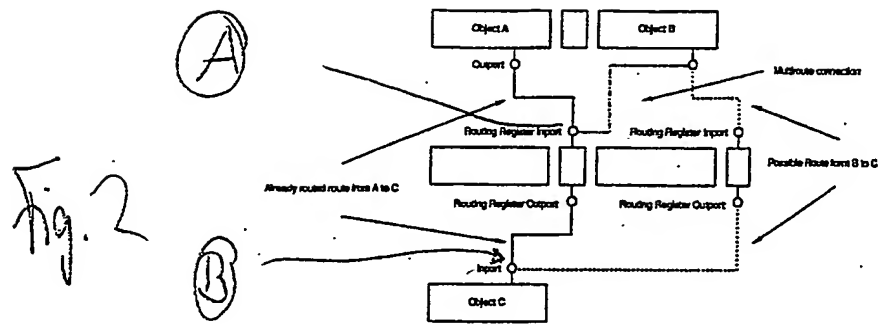 Object A
Object B
A
Outport
Multiroute connection
Routing Register Inport
Routing Register Inport
Fig. 2
Already routed route from A to C
Possible Route form B to C
Routing Register Outport
Routing Register Outport
B
Inport
Object C